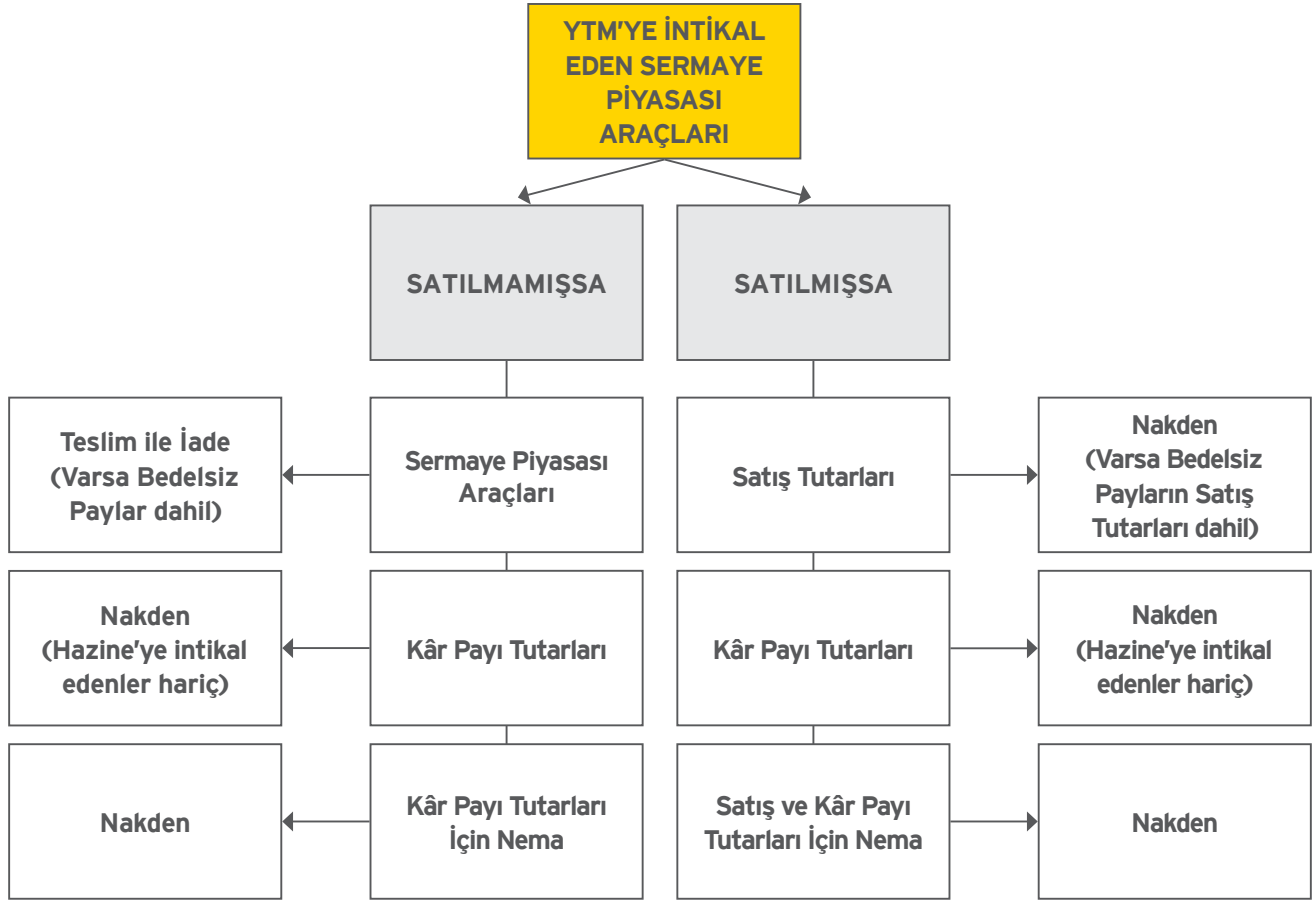 YTM'YE İNTİKAL
EDEN SERMAYE
PİYASASI
ARAÇLARI
SATILMAMIŞSA
SATILMIŞSA
Teslim ile İade
(Varsa Bedelsiz
Paylar dahil)
Sermaye Piyasası
Araçları
Satış Tutarları
Nakden
(Varsa Bedelsiz
Payların Satış
Tutarları dahil)
Nakden
(Hazine'ye intikal
edenler hariç)
Kâr Payı Tutarları
Kâr Payı Tutarları
Nakden
(Hazine'ye intikal
edenler hariç)
Nakden
Kâr Payı Tutarları
İçin Nema
Satış ve Kâr Payı
Tutarları İçin Nema
Nakden